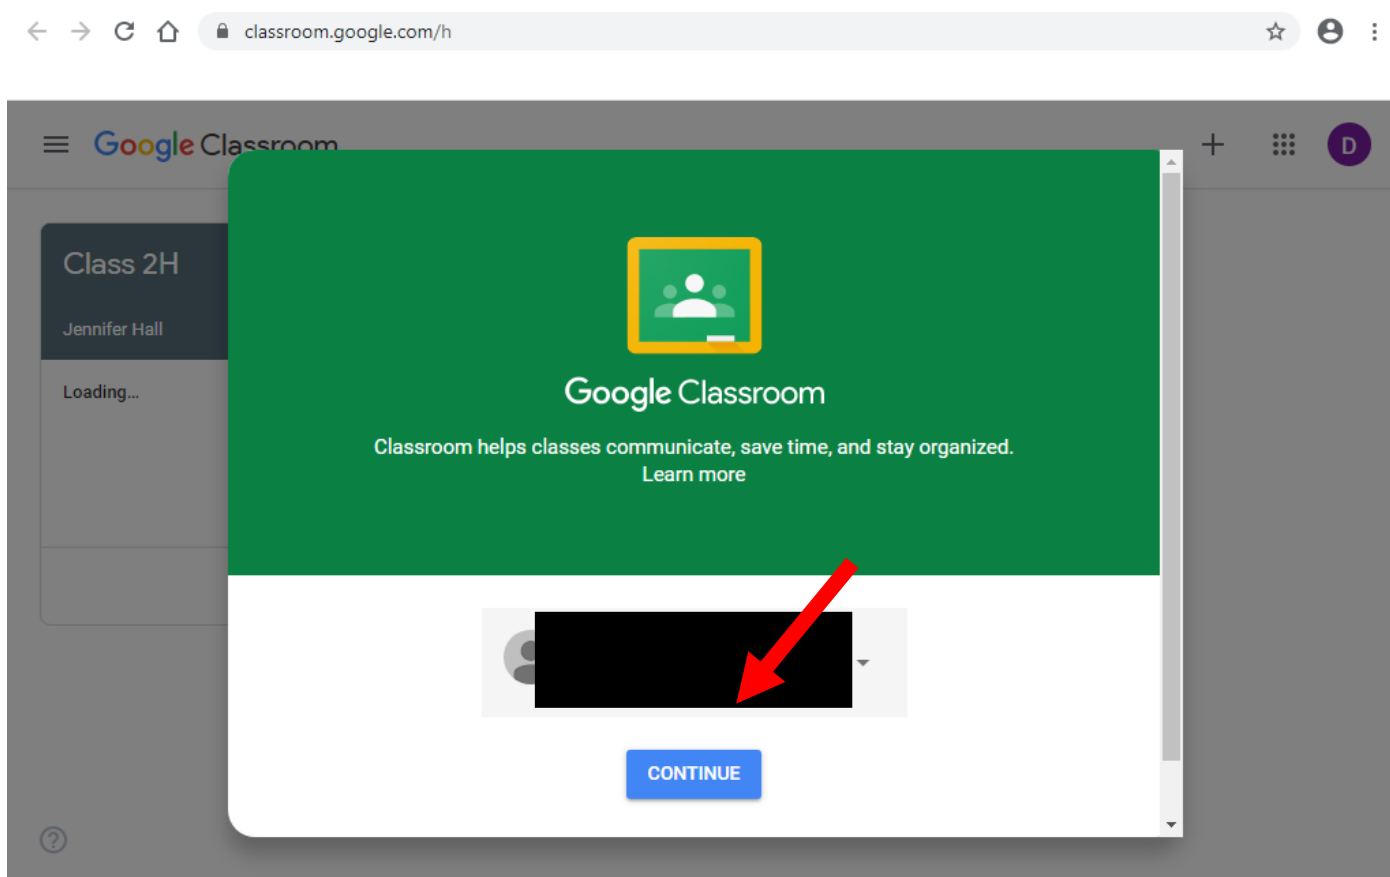 classroom.google.com/h
Google Classroom
D
Class 2H
Jennifer Hall
Loading...
Google Classroom
Classroom helps classes communicate, save time, and stay organized.
Learn more
CONTINUE
?